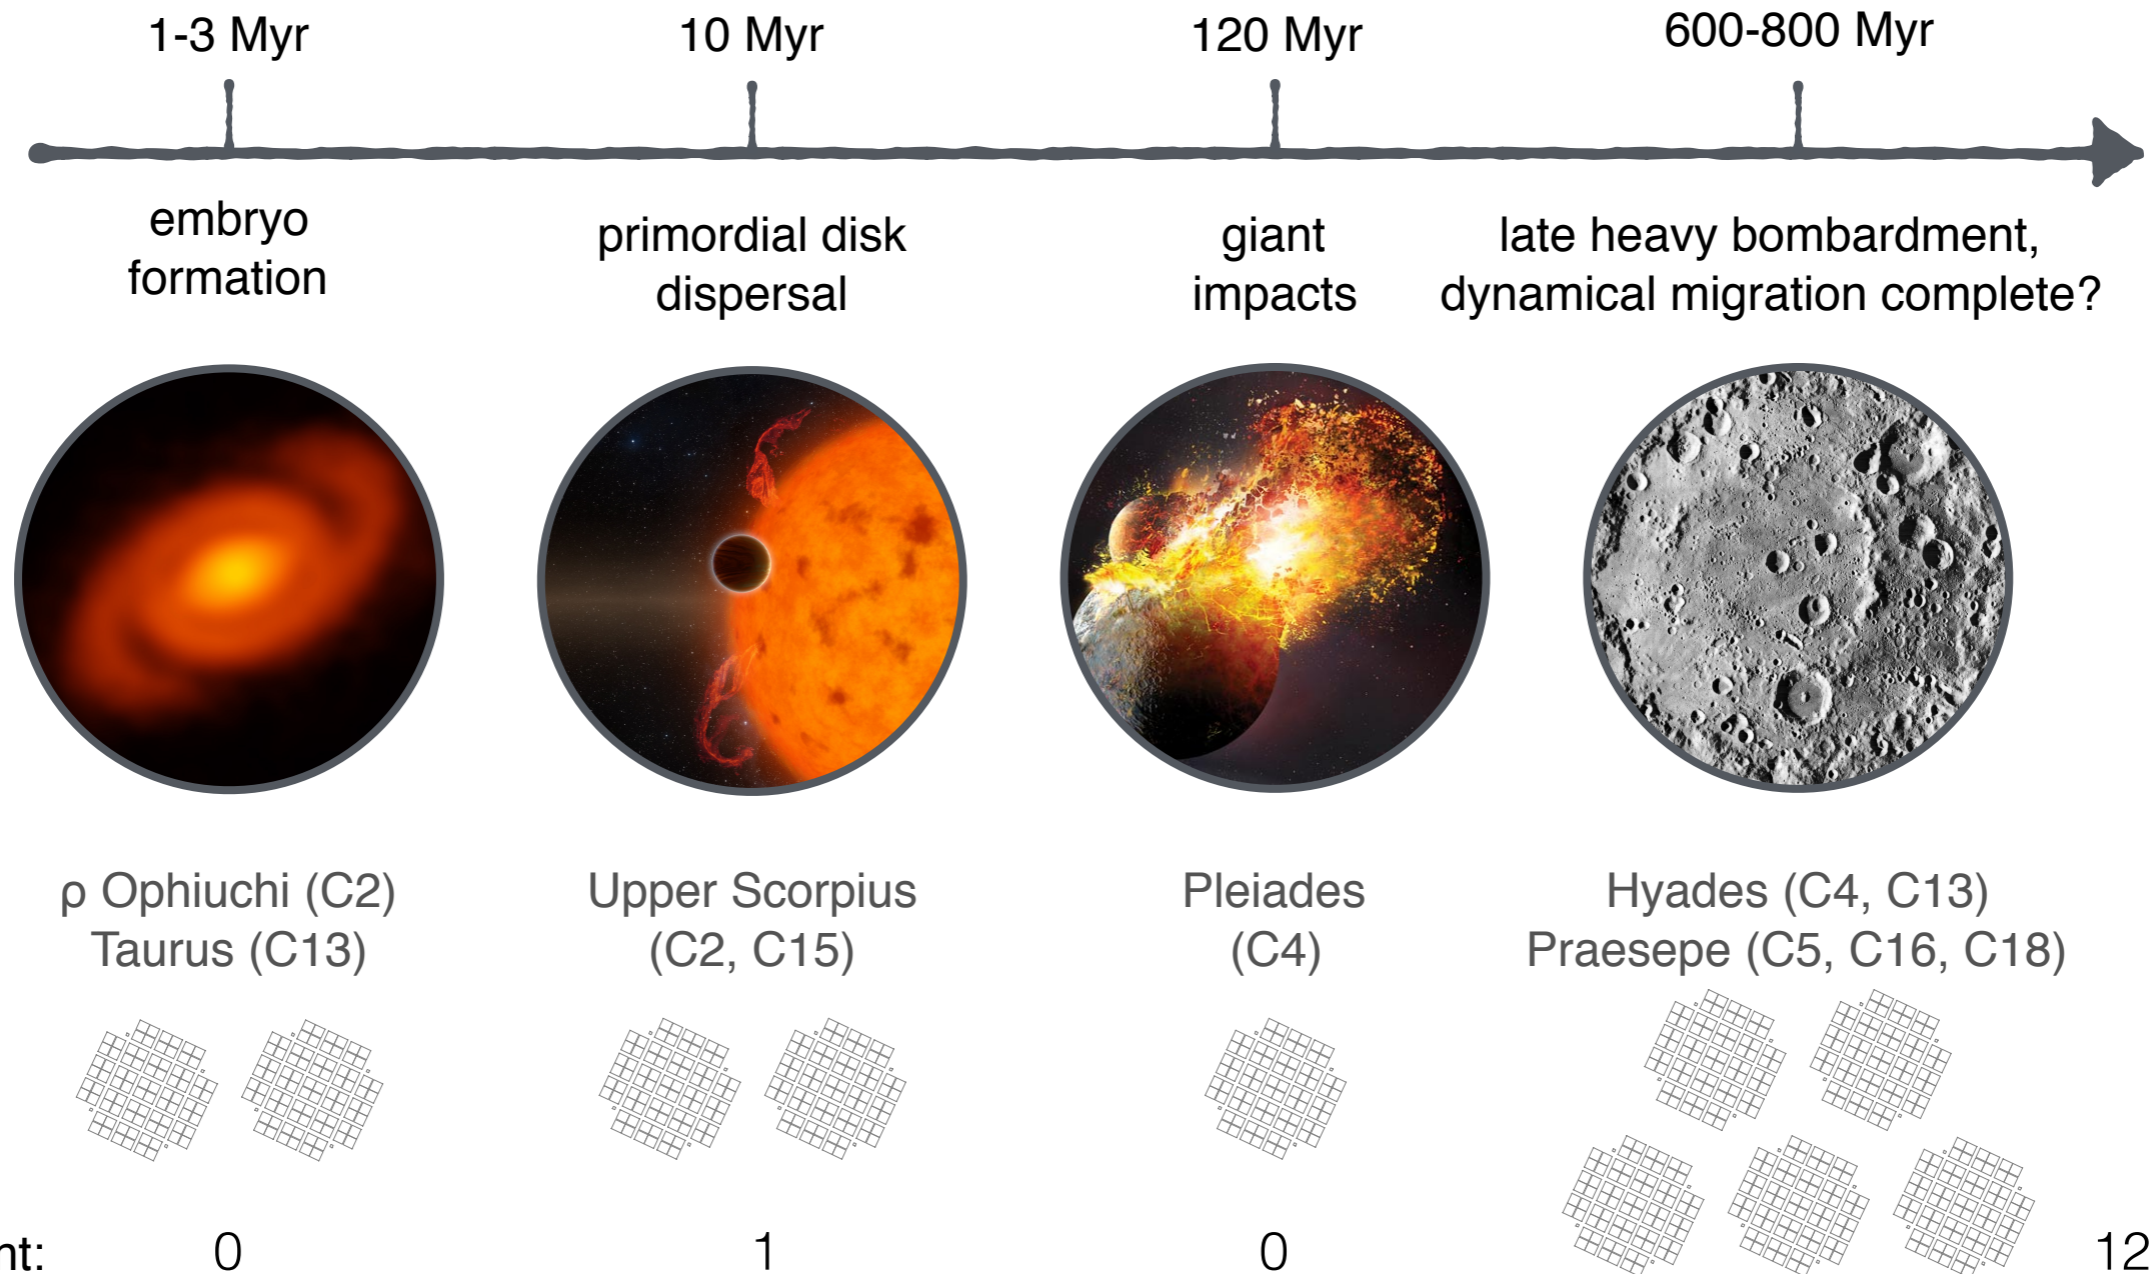 1-3 Myr
10 Myr
120 Myr
600-800 Myr
embryo
formation
primordial disk
dispersal
giant
impacts
late heavy bombardment,
dynamical migration complete?
ρ Ophiuchi (C2)
Taurus (C13)
Upper Scorpius
(C2, C15)
Pleiades
(C4)
Hyades (C4, C13)
Praesepe (C5, C16, C18)
0
1
0
12